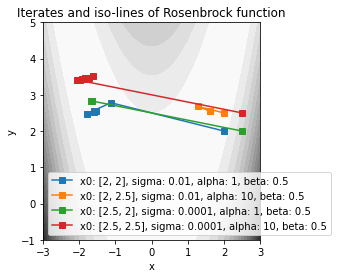 Iterates and iso-lines of Rosenbrock function
5
4
3
2
1
0
−1
y
x0: [2, 2], sigma: 0.01, alpha: 1, beta: 0.5
x0: [2, 2.5], sigma: 0.01, alpha: 10, beta: 0.5
x0: [2.5, 2], sigma: 0.0001, alpha: 1, beta: 0.5
x0: [2.5, 2.5], sigma: 0.0001, alpha: 10, beta: 0.5
−3 −2 −1 0 1 2 3
x